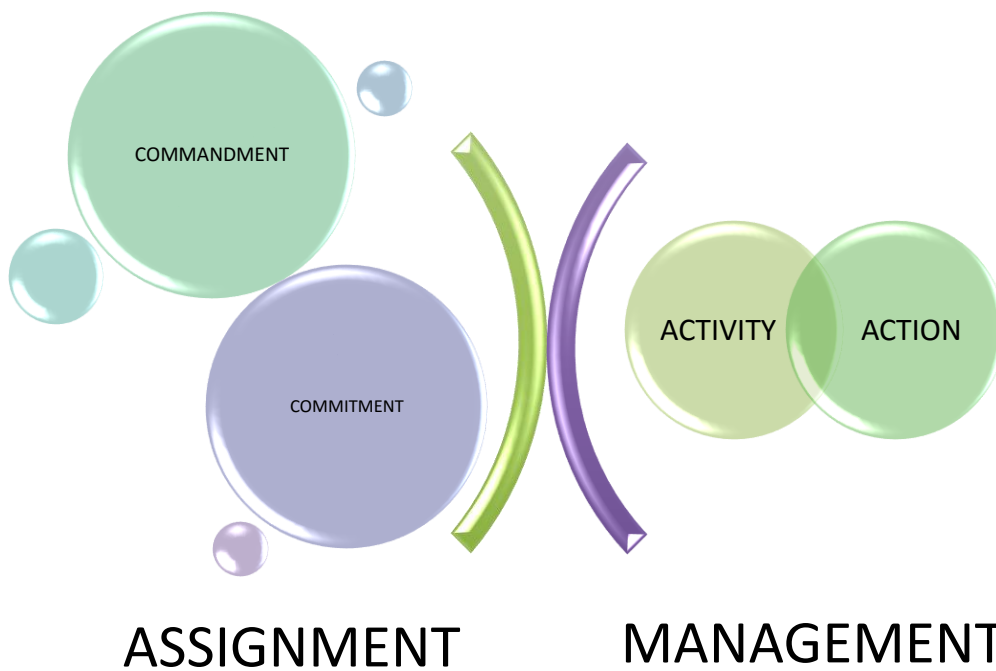 COMMANDMENT
COMMITMENT
ACTIVITY
ACTION
ASSIGNMENT
MANAGEMENT